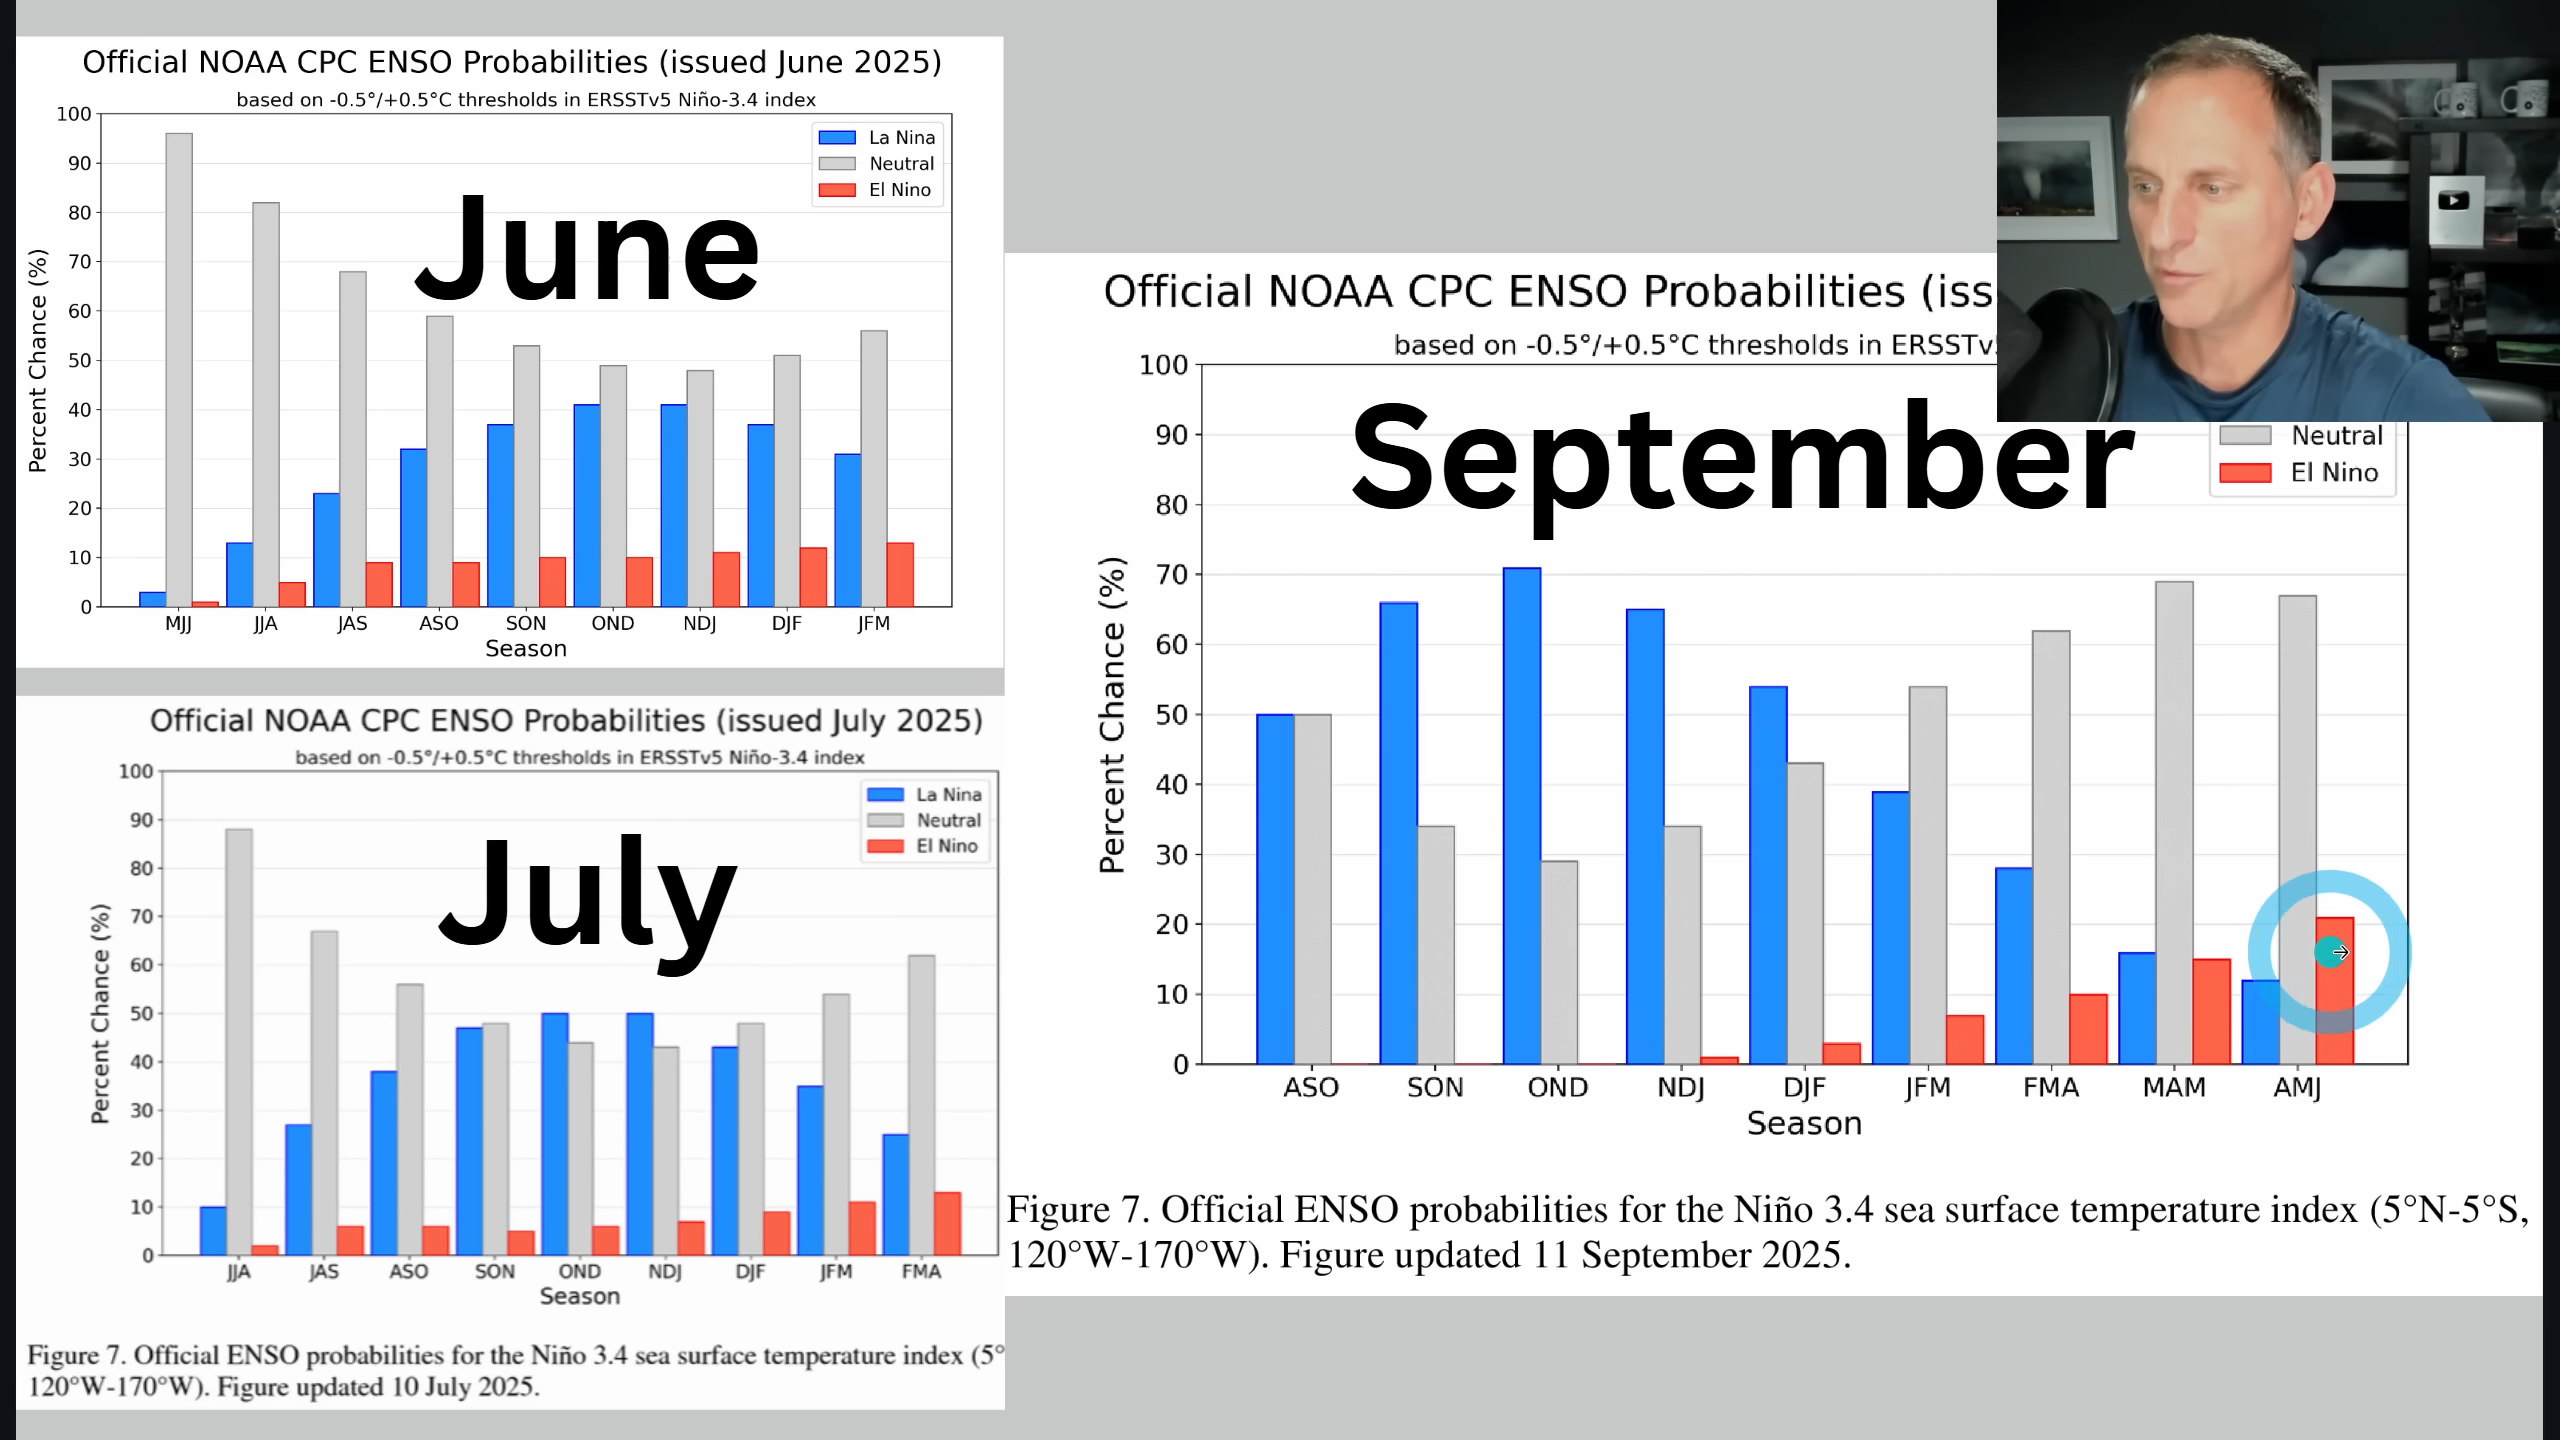 Official NOAA CPC ENSO Probabilities (issued June 2025)
based on -0.5°/+0.5°C thresholds in ERSSTv5 Niño-3.4 index
100
90
80
70
60
50
40
30
20
10
0
Percent Chance (%)
La Nina
Neutral
El Nino
June
MJJ JJA JAS ASO SON OND NDJ DJF JFM
Season
Official NOAA CPC ENSO Probabilities (issued July 2025)
based on -0.5°/+0.5°C thresholds in ERSSTv5 Niño-3.4 index
100
90
80
70
60
50
40
30
20
10
0
Percent Chance (%)
La Nina
Neutral
El Nino
July
JJA JAS ASO SON OND NDJ DJF JFM FMA
Season
Figure 7. Official ENSO probabilities for the Niño 3.4 sea surface temperature index (5°
120°W-170°W). Figure updated 10 July 2025.
Official NOAA CPC ENSO Probabilities (iss
based on -0.5°/+0.5°C thresholds in ERSSTv
100
90
80
70
60
50
40
30
20
10
0
Percent Chance (%)
Neutral
El Nino
September
ASO SON OND NDJ DJF JFM FMA MAM AMJ
Season
Figure 7. Official ENSO probabilities for the Niño 3.4 sea surface temperature index (5°N-5°S,
120°W-170°W). Figure updated 11 September 2025.